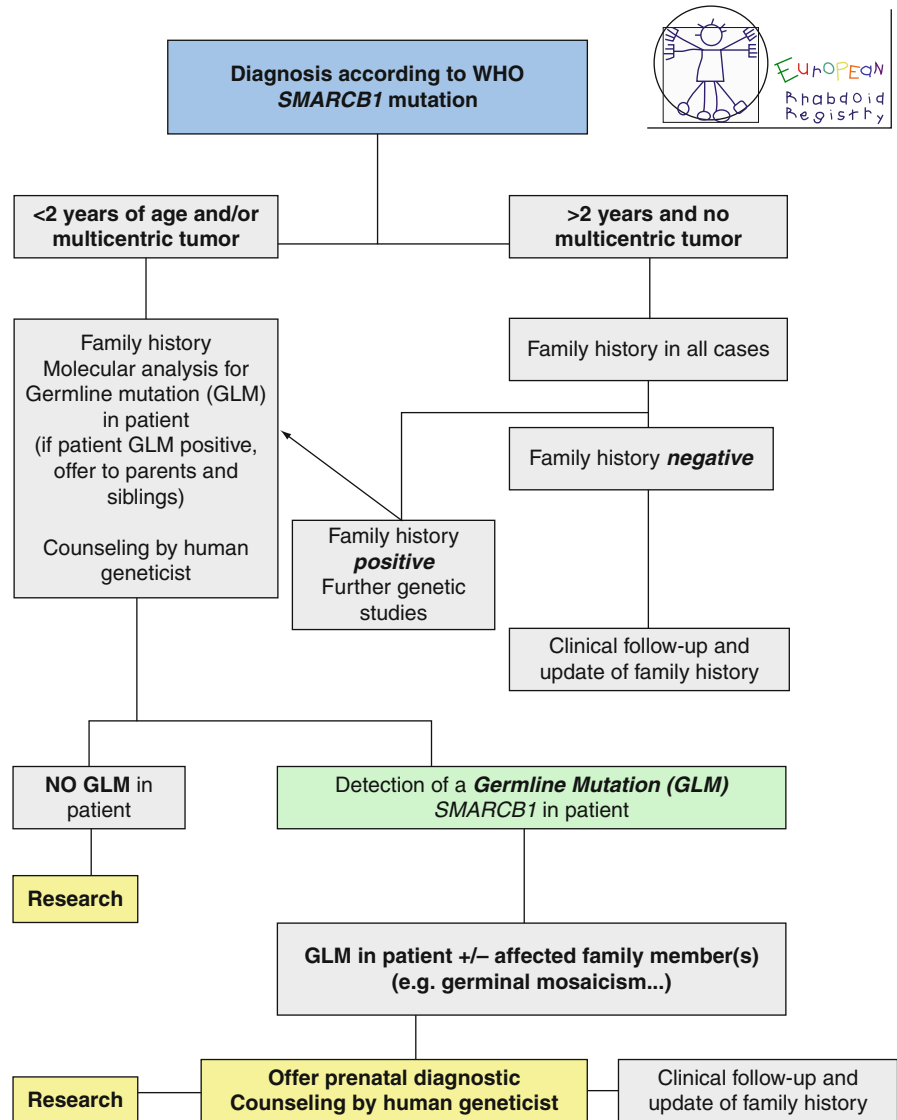 Diagnosis according to WHO
SMARCB1 mutation
EuropEAN
Rhabdoid
Registry
<2 years of age and/or
multicentric tumor
>2 years and no
multicentric tumor
Family history
Molecular analysis for
Germline mutation (GLM)
in patient
(if patient GLM positive,
offer to parents and
siblings)
Counseling by human
geneticist
Family history in all cases
Family history negative
Family history
positive
Further genetic
studies
Clinical follow-up and
update of family history
NO GLM in
patient
Detection of a Germline Mutation (GLM)
SMARCB1 in patient
Research
GLM in patient +/– affected family member(s)
(e.g. germinal mosaicism...)
Research
Offer prenatal diagnostic
Counseling by human geneticist
Clinical follow-up and
update of family history